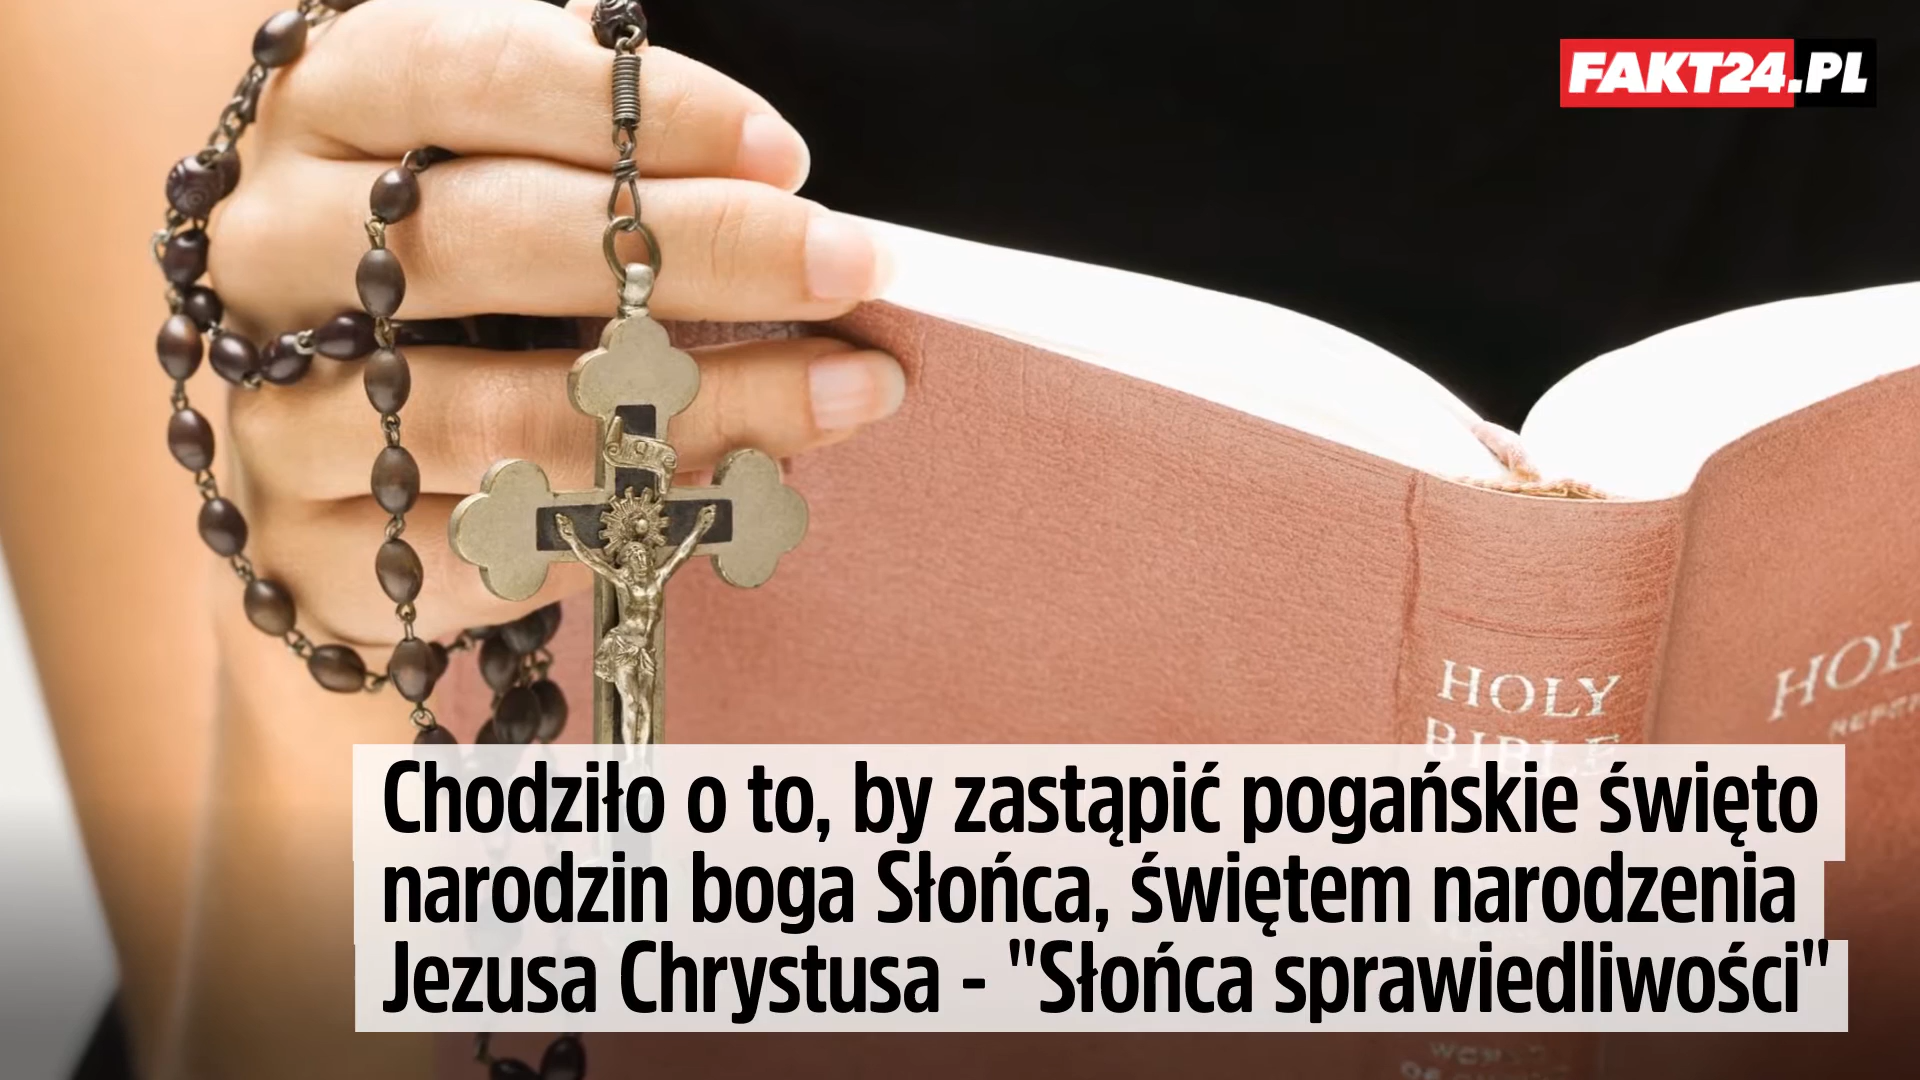 FAKT24.PL
HOLY
BIBLE
HOL
Chodziło o to, by zastąpić pogańskie święto
narodzin boga Słońca, świętem narodzenia
Jezusa Chrystusa - "Słońca sprawiedliwości"